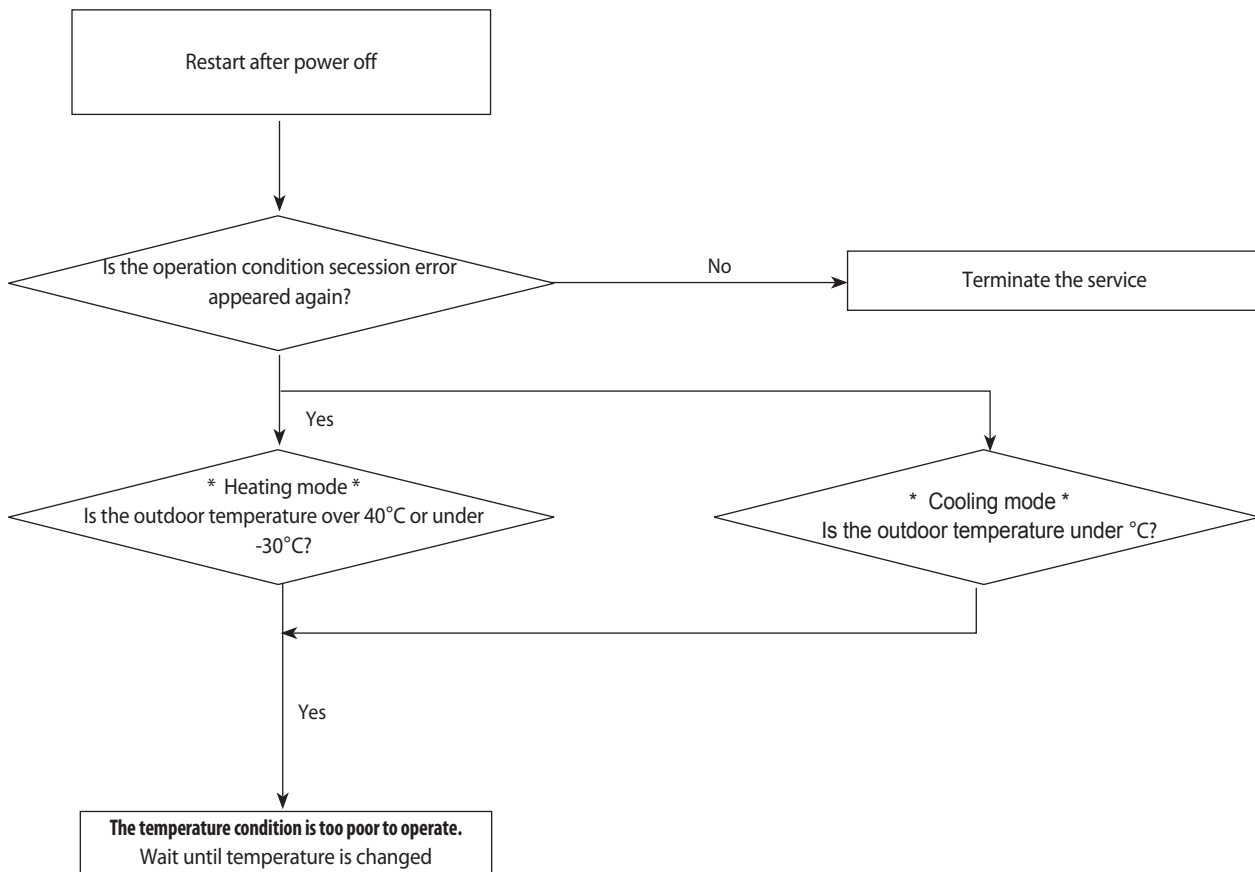 Restart after power off
Is the operation condition secession error
appeared again?
No
Terminate the service
Yes
* Heating mode *
Is the outdoor temperature over 40°C or under
-30°C?
* Cooling mode *
Is the outdoor temperature under °C?
Yes
The temperature condition is too poor to operate.
Wait until temperature is changed